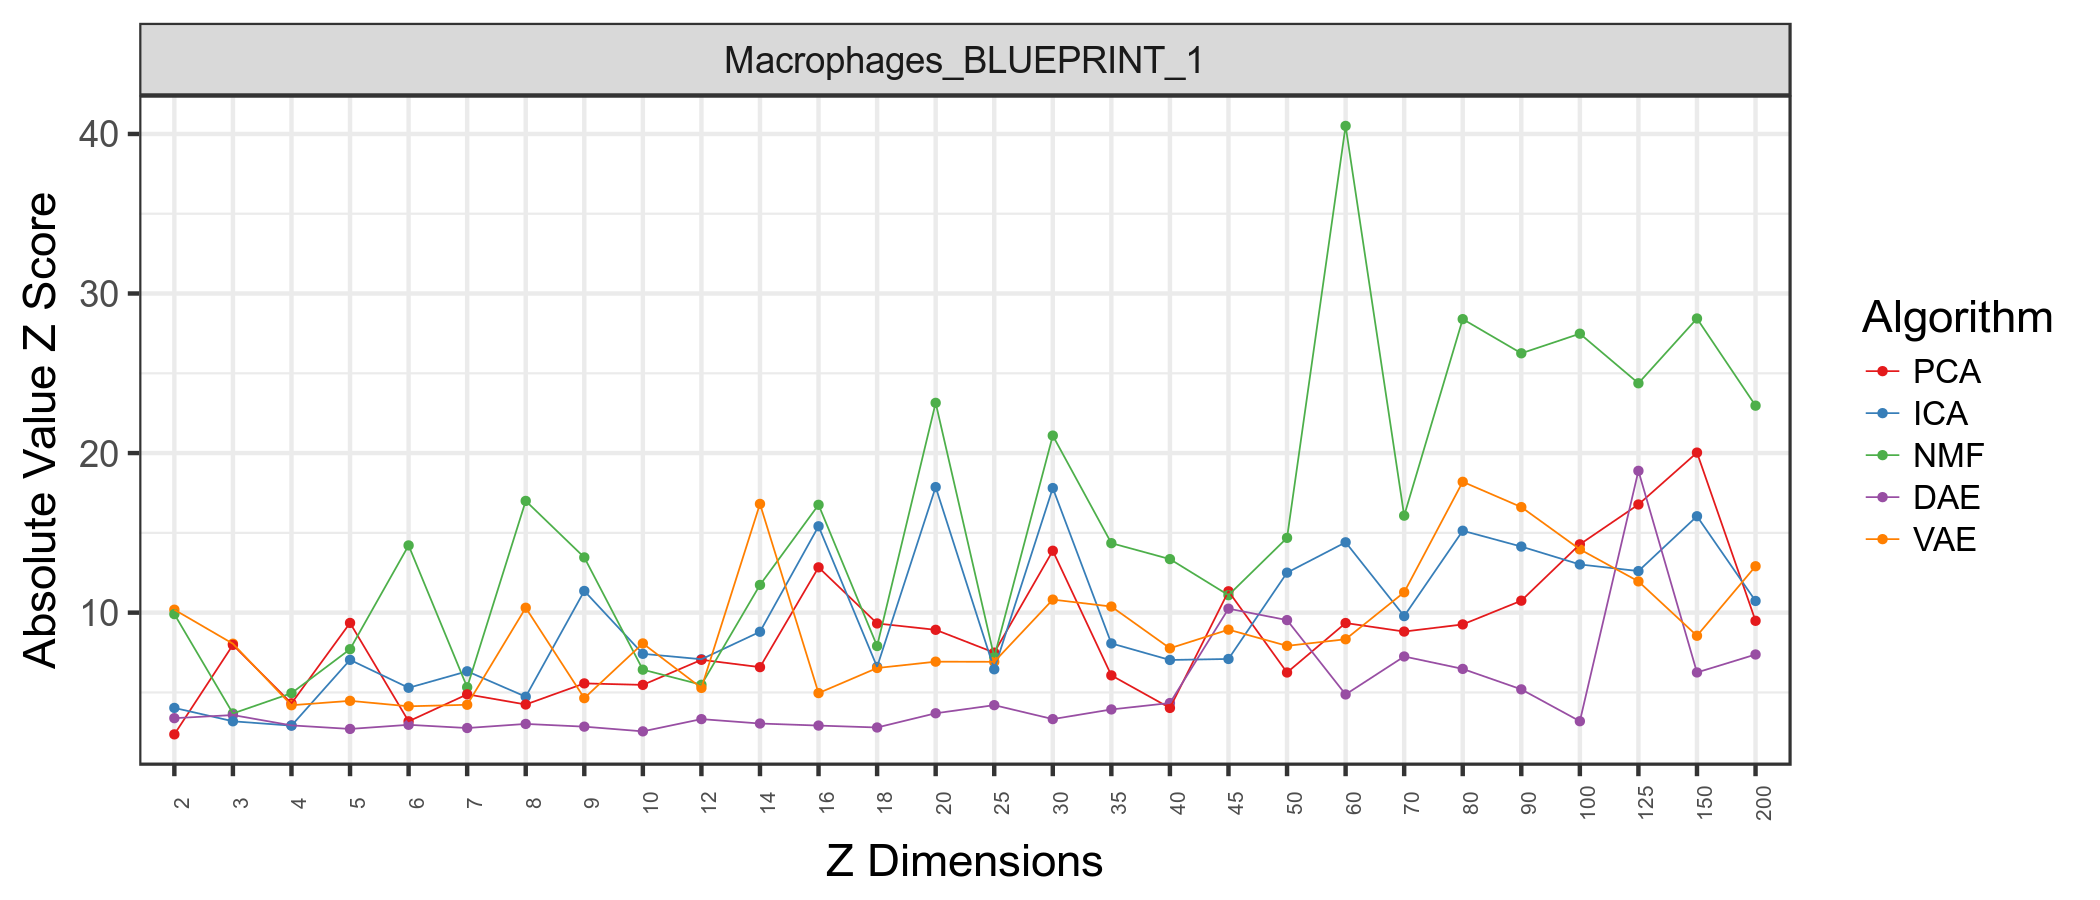 Macrophages_BLUEPRINT_1
Absolute Value Z Score
40
30
20
10
2 3 4 5 6 7 8 9 10 12 14 16 18 20 25 30 35 40 45 50 60 70 80 90 100 125 150 200
Z Dimensions
Algorithm
PCA
ICA
NMF
DAE
VAE